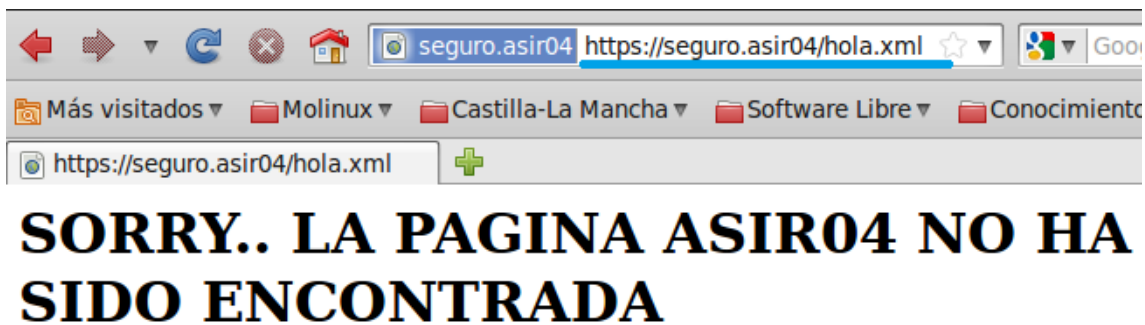 seguro.asir04 https://seguro.asir04/hola.xml
Más visitados Molinux Castilla-La Mancha Software Libre Conocimiento
https://seguro.asir04/hola.xml
SORRY.. LA PAGINA ASIR04 NO HA
SIDO ENCONTRADA